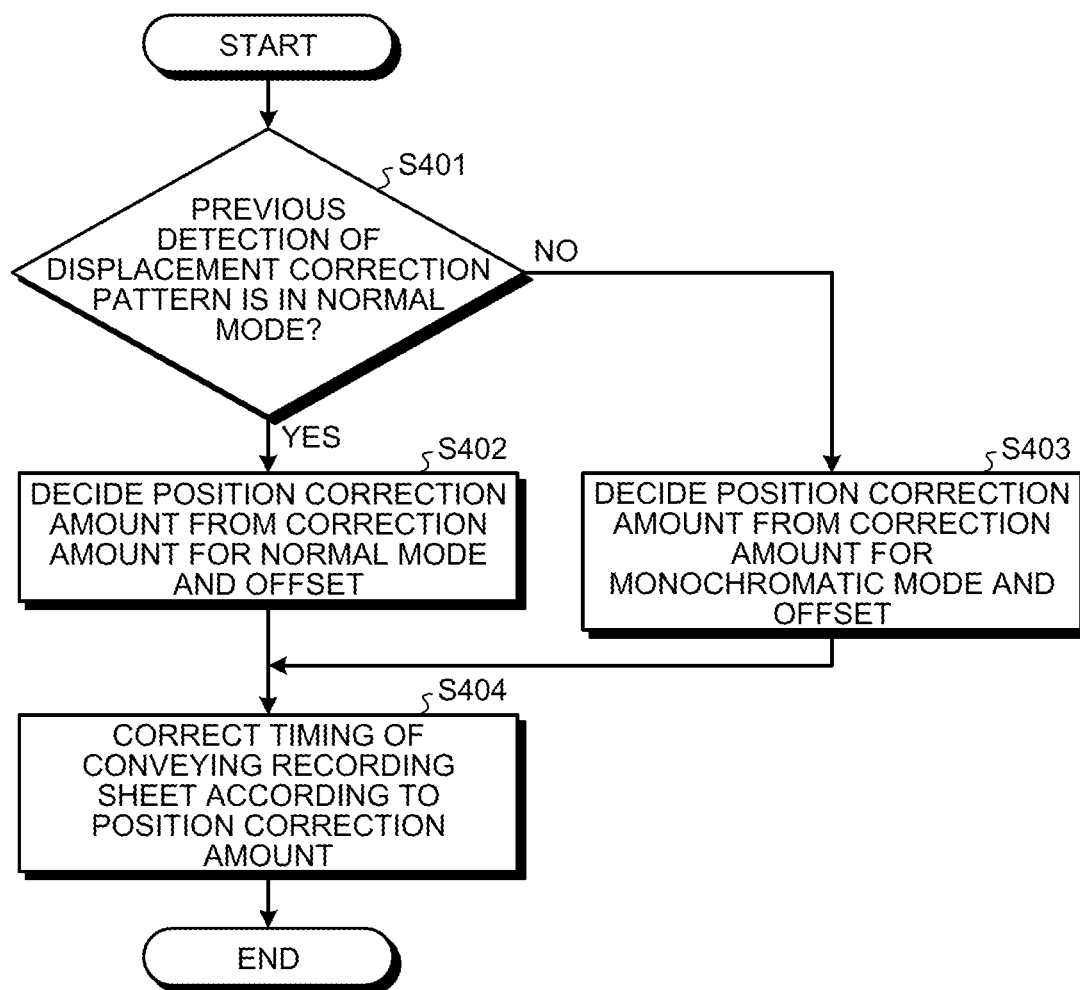 START
S401
PREVIOUS
DETECTION OF
DISPLACEMENT CORRECTION
PATTERN IS IN NORMAL
MODE?
NO
YES
S402
DECIDE POSITION CORRECTION
AMOUNT FROM CORRECTION
AMOUNT FOR NORMAL MODE
AND OFFSET
S403
DECIDE POSITION CORRECTION
AMOUNT FROM CORRECTION
AMOUNT FOR
MONOCHROMATIC MODE AND
OFFSET
S404
CORRECT TIMING OF
CONVEYING RECORDING
SHEET ACCORDING TO
POSITION CORRECTION
AMOUNT
END